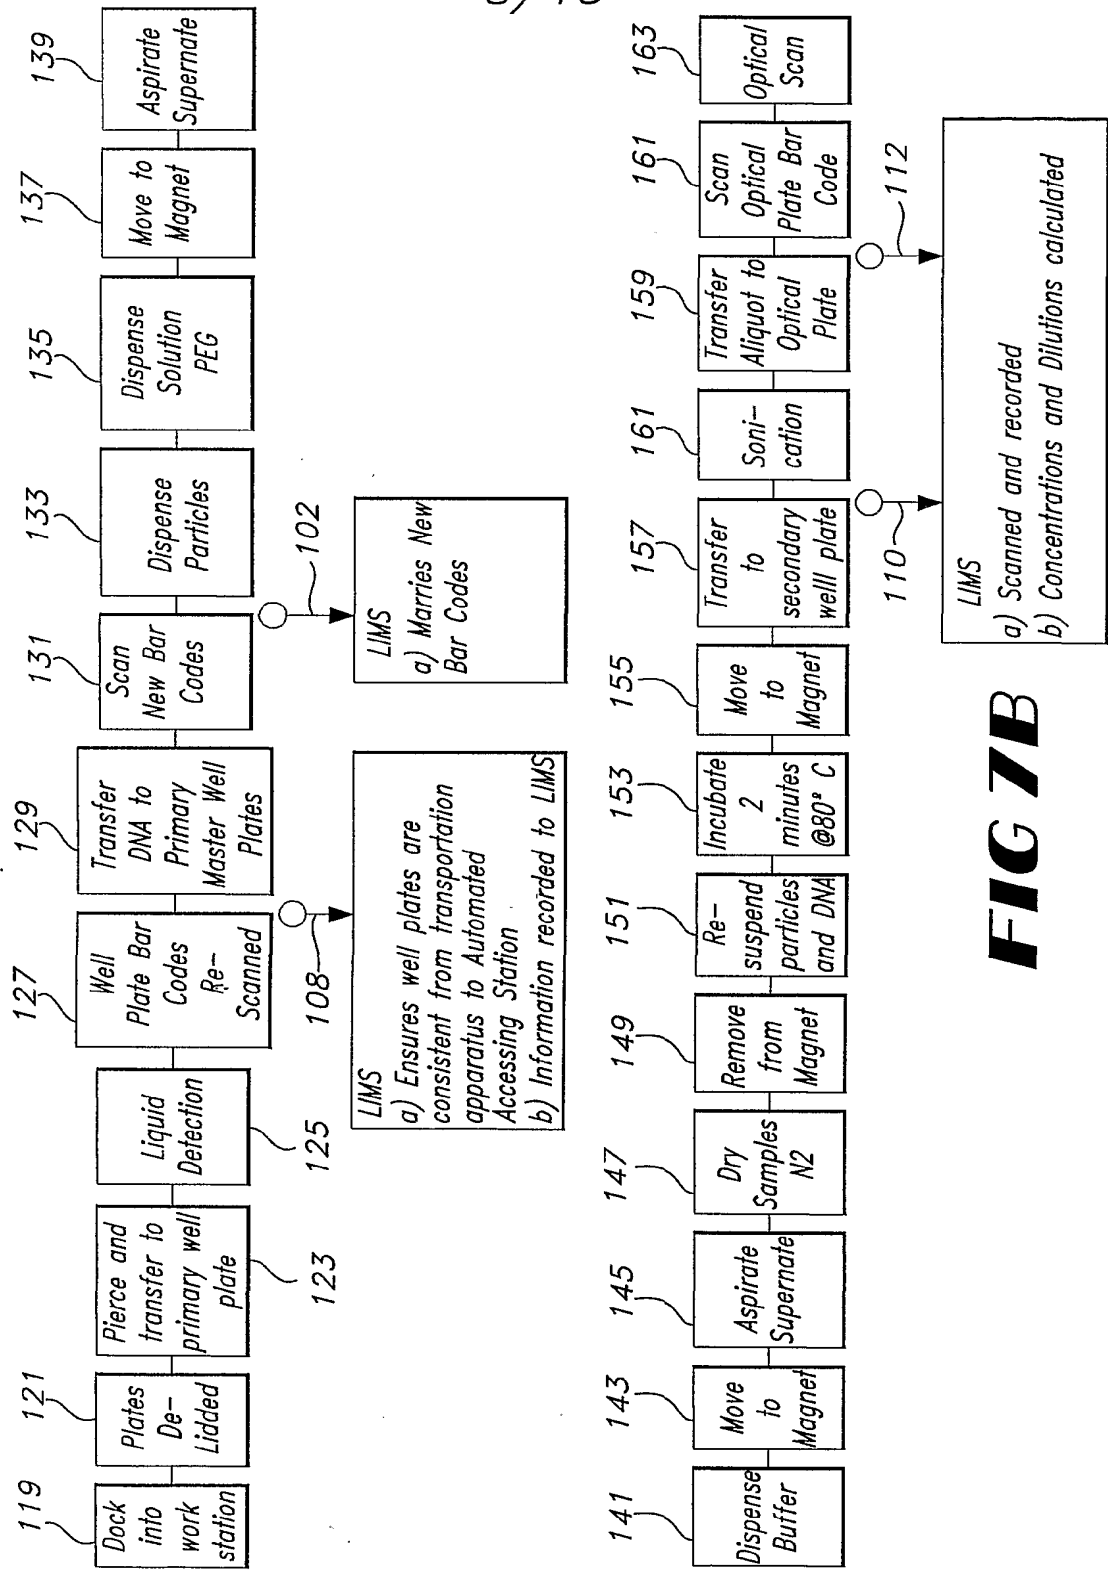 119
Dock
into
work
station
121
Plates
De-
Lidded
Pierce and
transfer to
primary well
plate
123
Liquid
Detection
125
127
Well
Plate Bar
Codes
Re-
Scanned
129
Transfer
DNA to
Primary
Master Well
Plates
131
Scan
New Bar
Codes
133
Dispense
Particles
135
Dispense
Solution
PEG
137
Move to
Magnet
139
Aspirate
Supernate
108
LIMS
a) Ensures well plates are
consistent from transportation
apparatus to Automated
Accessing Station
b) Information recorded to LIMS
102
LIMS
a) Marries New
Bar Codes
141
Dispense
Buffer
143
Move
to
Magnet
145
Aspirate
Supernate
147
Dry
Samples
N2
149
Remove
from
Magnet
151
Re-
suspend
particles
and DNA
153
Incubate
2
minutes
@80° C
155
Move
to
Magnet
157
Transfer
to
secondary
welll plate
161
Soni-
cation
159
Transfer
Aliquot to
Optical
Plate
161
Scan
Optical
Plate Bar
Code
163
Optical
Scan
110
112
LIMS
a) Scanned and recorded
b) Concentrations and Dilutions calculated
FIG 7B